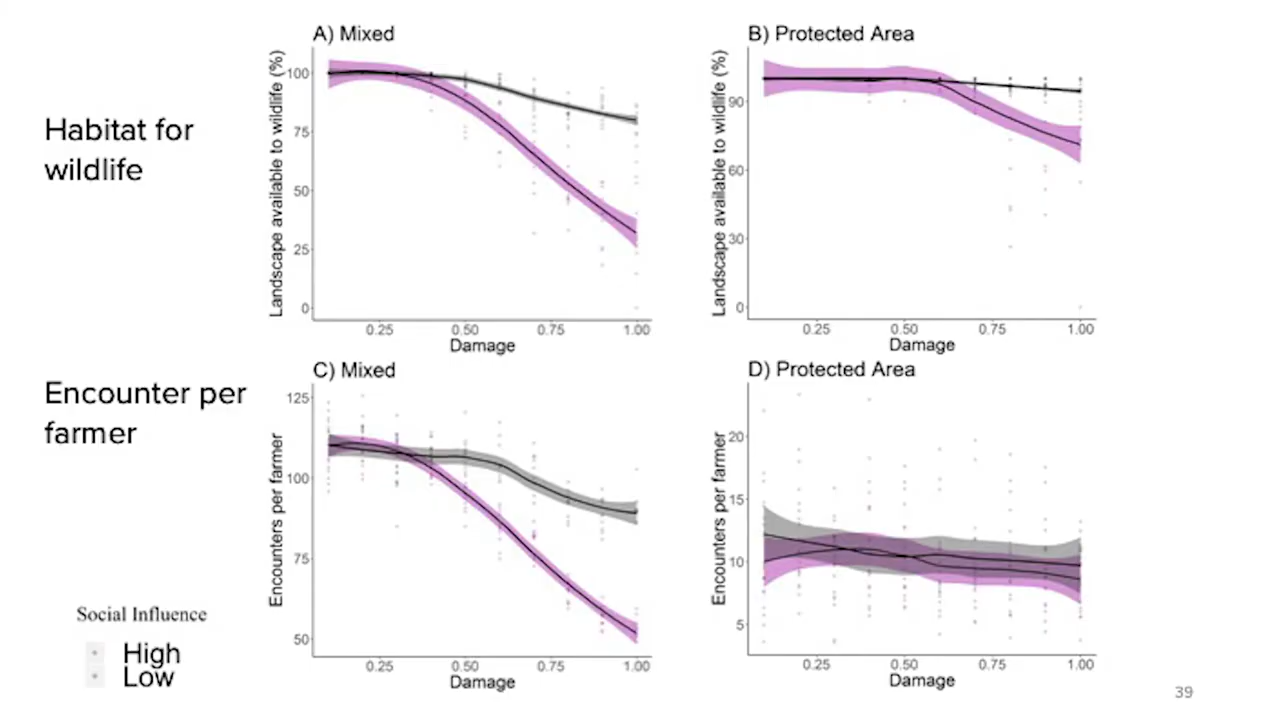 A) Mixed
B) Protected Area
Habitat for
wildlife
Landscape available to wildlife (%)
100
75
50
25
0
0.25 0.50 0.75 1.00
Damage
Landscape available to wildlife (%)
90
60
30
0
0.25 0.50 0.75 1.00
Damage
C) Mixed
D) Protected Area
Encounter per
farmer
Encounters per farmer
125
100
75
50
0.25 0.50 0.75 1.00
Damage
Encounters per farmer
20
15
10
5
0.25 0.50 0.75 1.00
Damage
Social Influence
High
Low
39